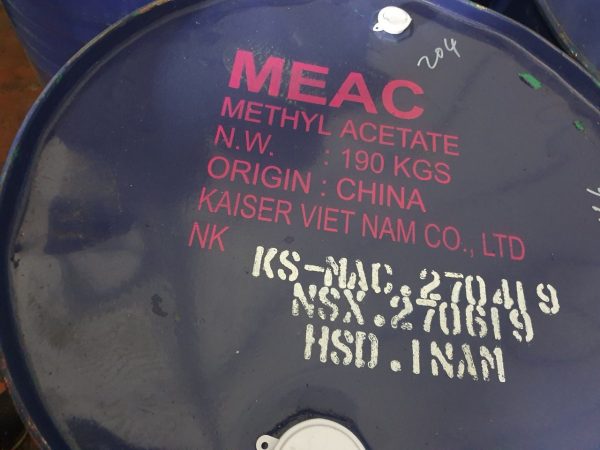 204
MEAC
METHYL ACETATE
N.W. : 190 KGS
ORIGIN : CHINA
KAISER VIET NAM CO., LTD
NK
KS-MAC.270419
NSX.270619
HSD.1NAM